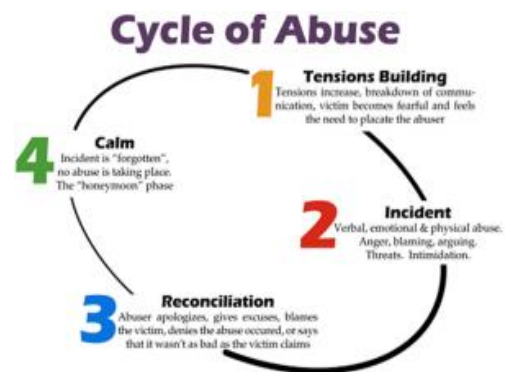 Cycle of Abuse
1
Tensions Building
Tensions increase, breakdown of commu-
nication, victim becomes fearful and feels
the need to placate the abuser
2
Incident
Verbal, emotional & physical abuse.
Anger, blaming, arguing.
Threats. Intimidation.
3
Reconciliation
Abuser apologizes, gives excuses, blames
the victim, denies the abuse occured, or says
that it wasn't as bad as the victim claims
4
Calm
Incident is "forgotten",
no abuse is taking place.
The "honeymoon" phase